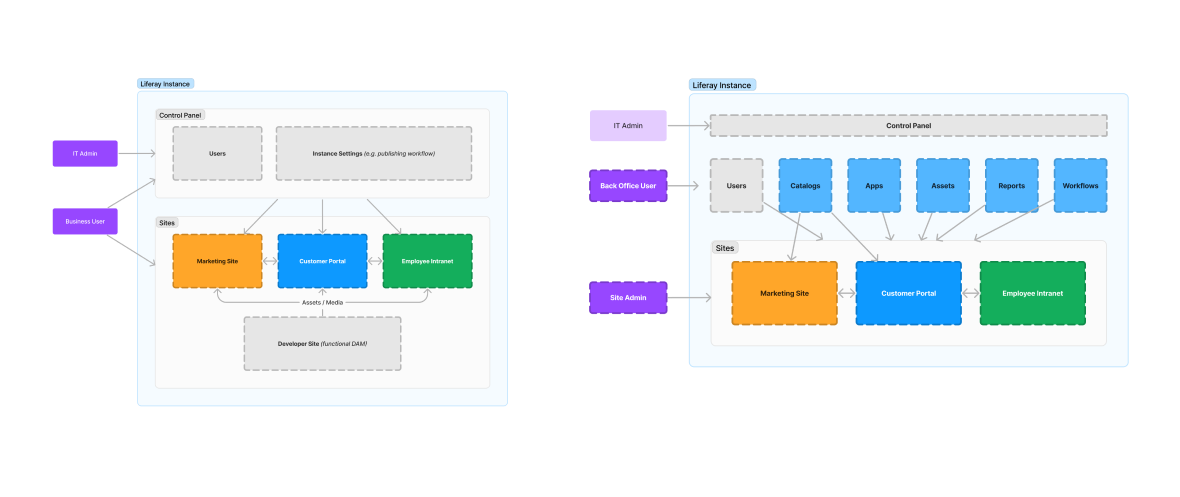 Liferay Instance
Control Panel
Users
Instance Settings (e.g. publishing workflow)
IT Admin
Business User
Sites
Marketing Site
Customer Portal
Employee Intranet
Assets / Media
Developer Site (functional DAM)
Liferay Instance
IT Admin
Control Panel
Back Office User
Users
Catalogs
Apps
Assets
Reports
Workflows
Sites
Site Admin
Marketing Site
Customer Portal
Employee Intranet